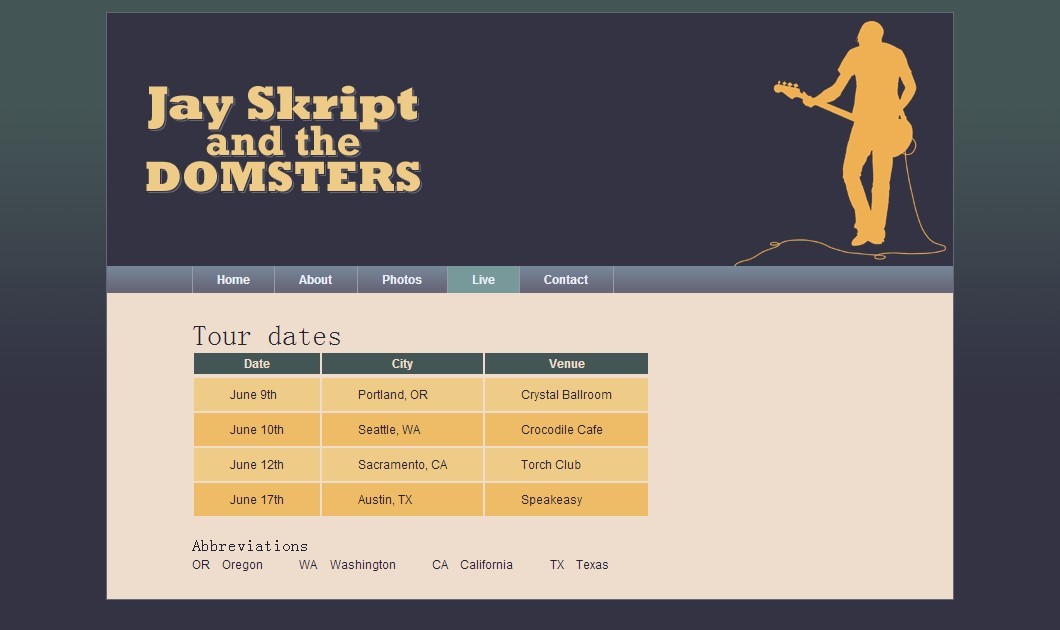 Jay Skript
and the
DOMSTERS
Home About Photos Live Contact
Tour dates
Date City Venue
June 9th Portland, OR Crystal Ballroom
June 10th Seattle, WA Crocodile Cafe
June 12th Sacramento, CA Torch Club
June 17th Austin, TX Speakeasy
Abbreviations
OR Oregon WA Washington CA California TX Texas